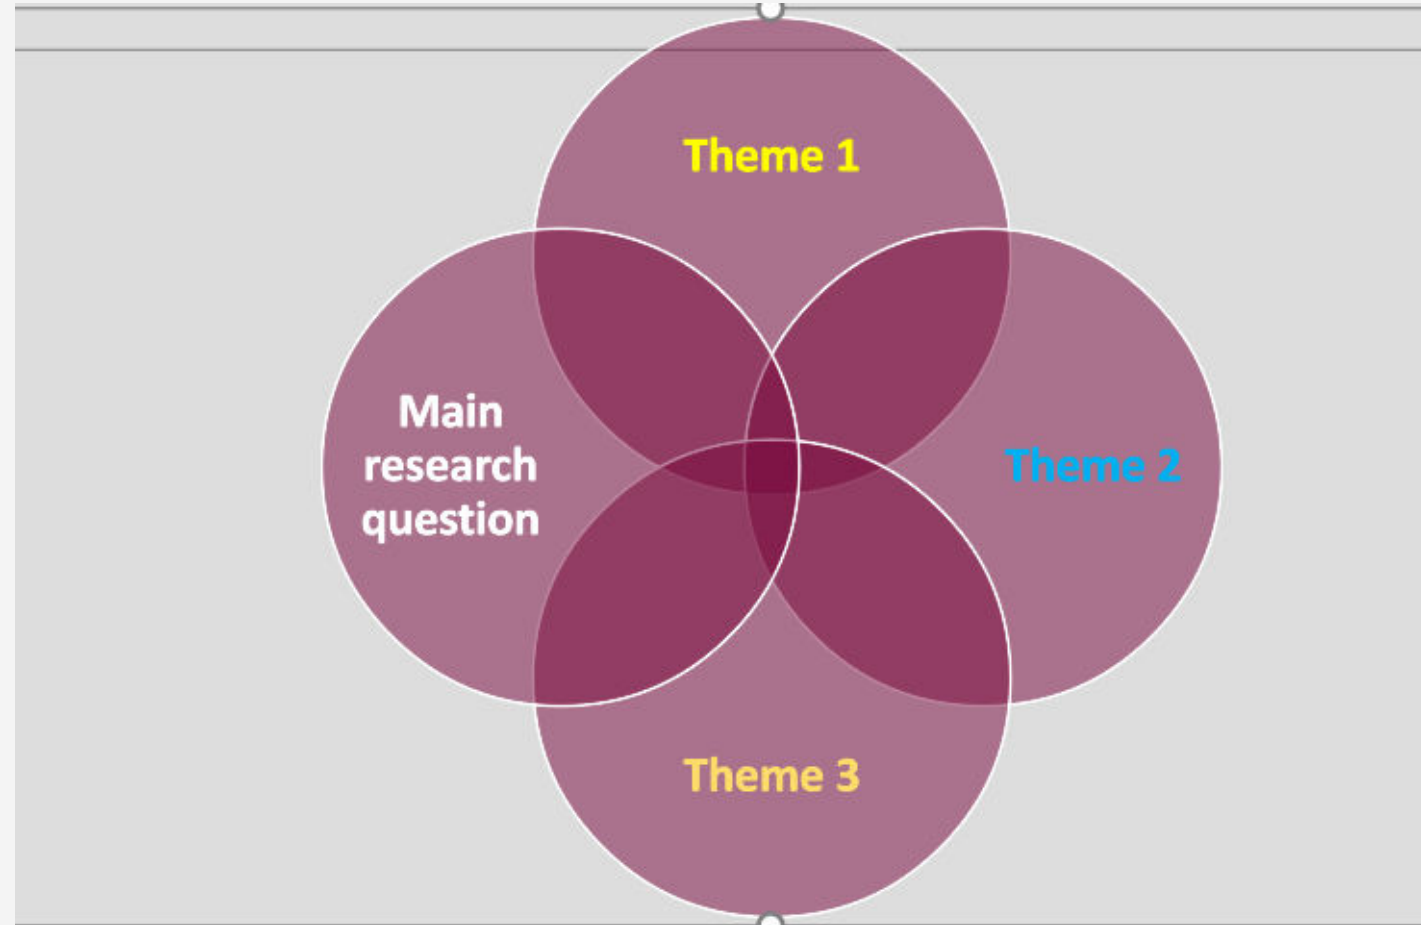 Theme 1
Main
research
question
Theme 2
Theme 3